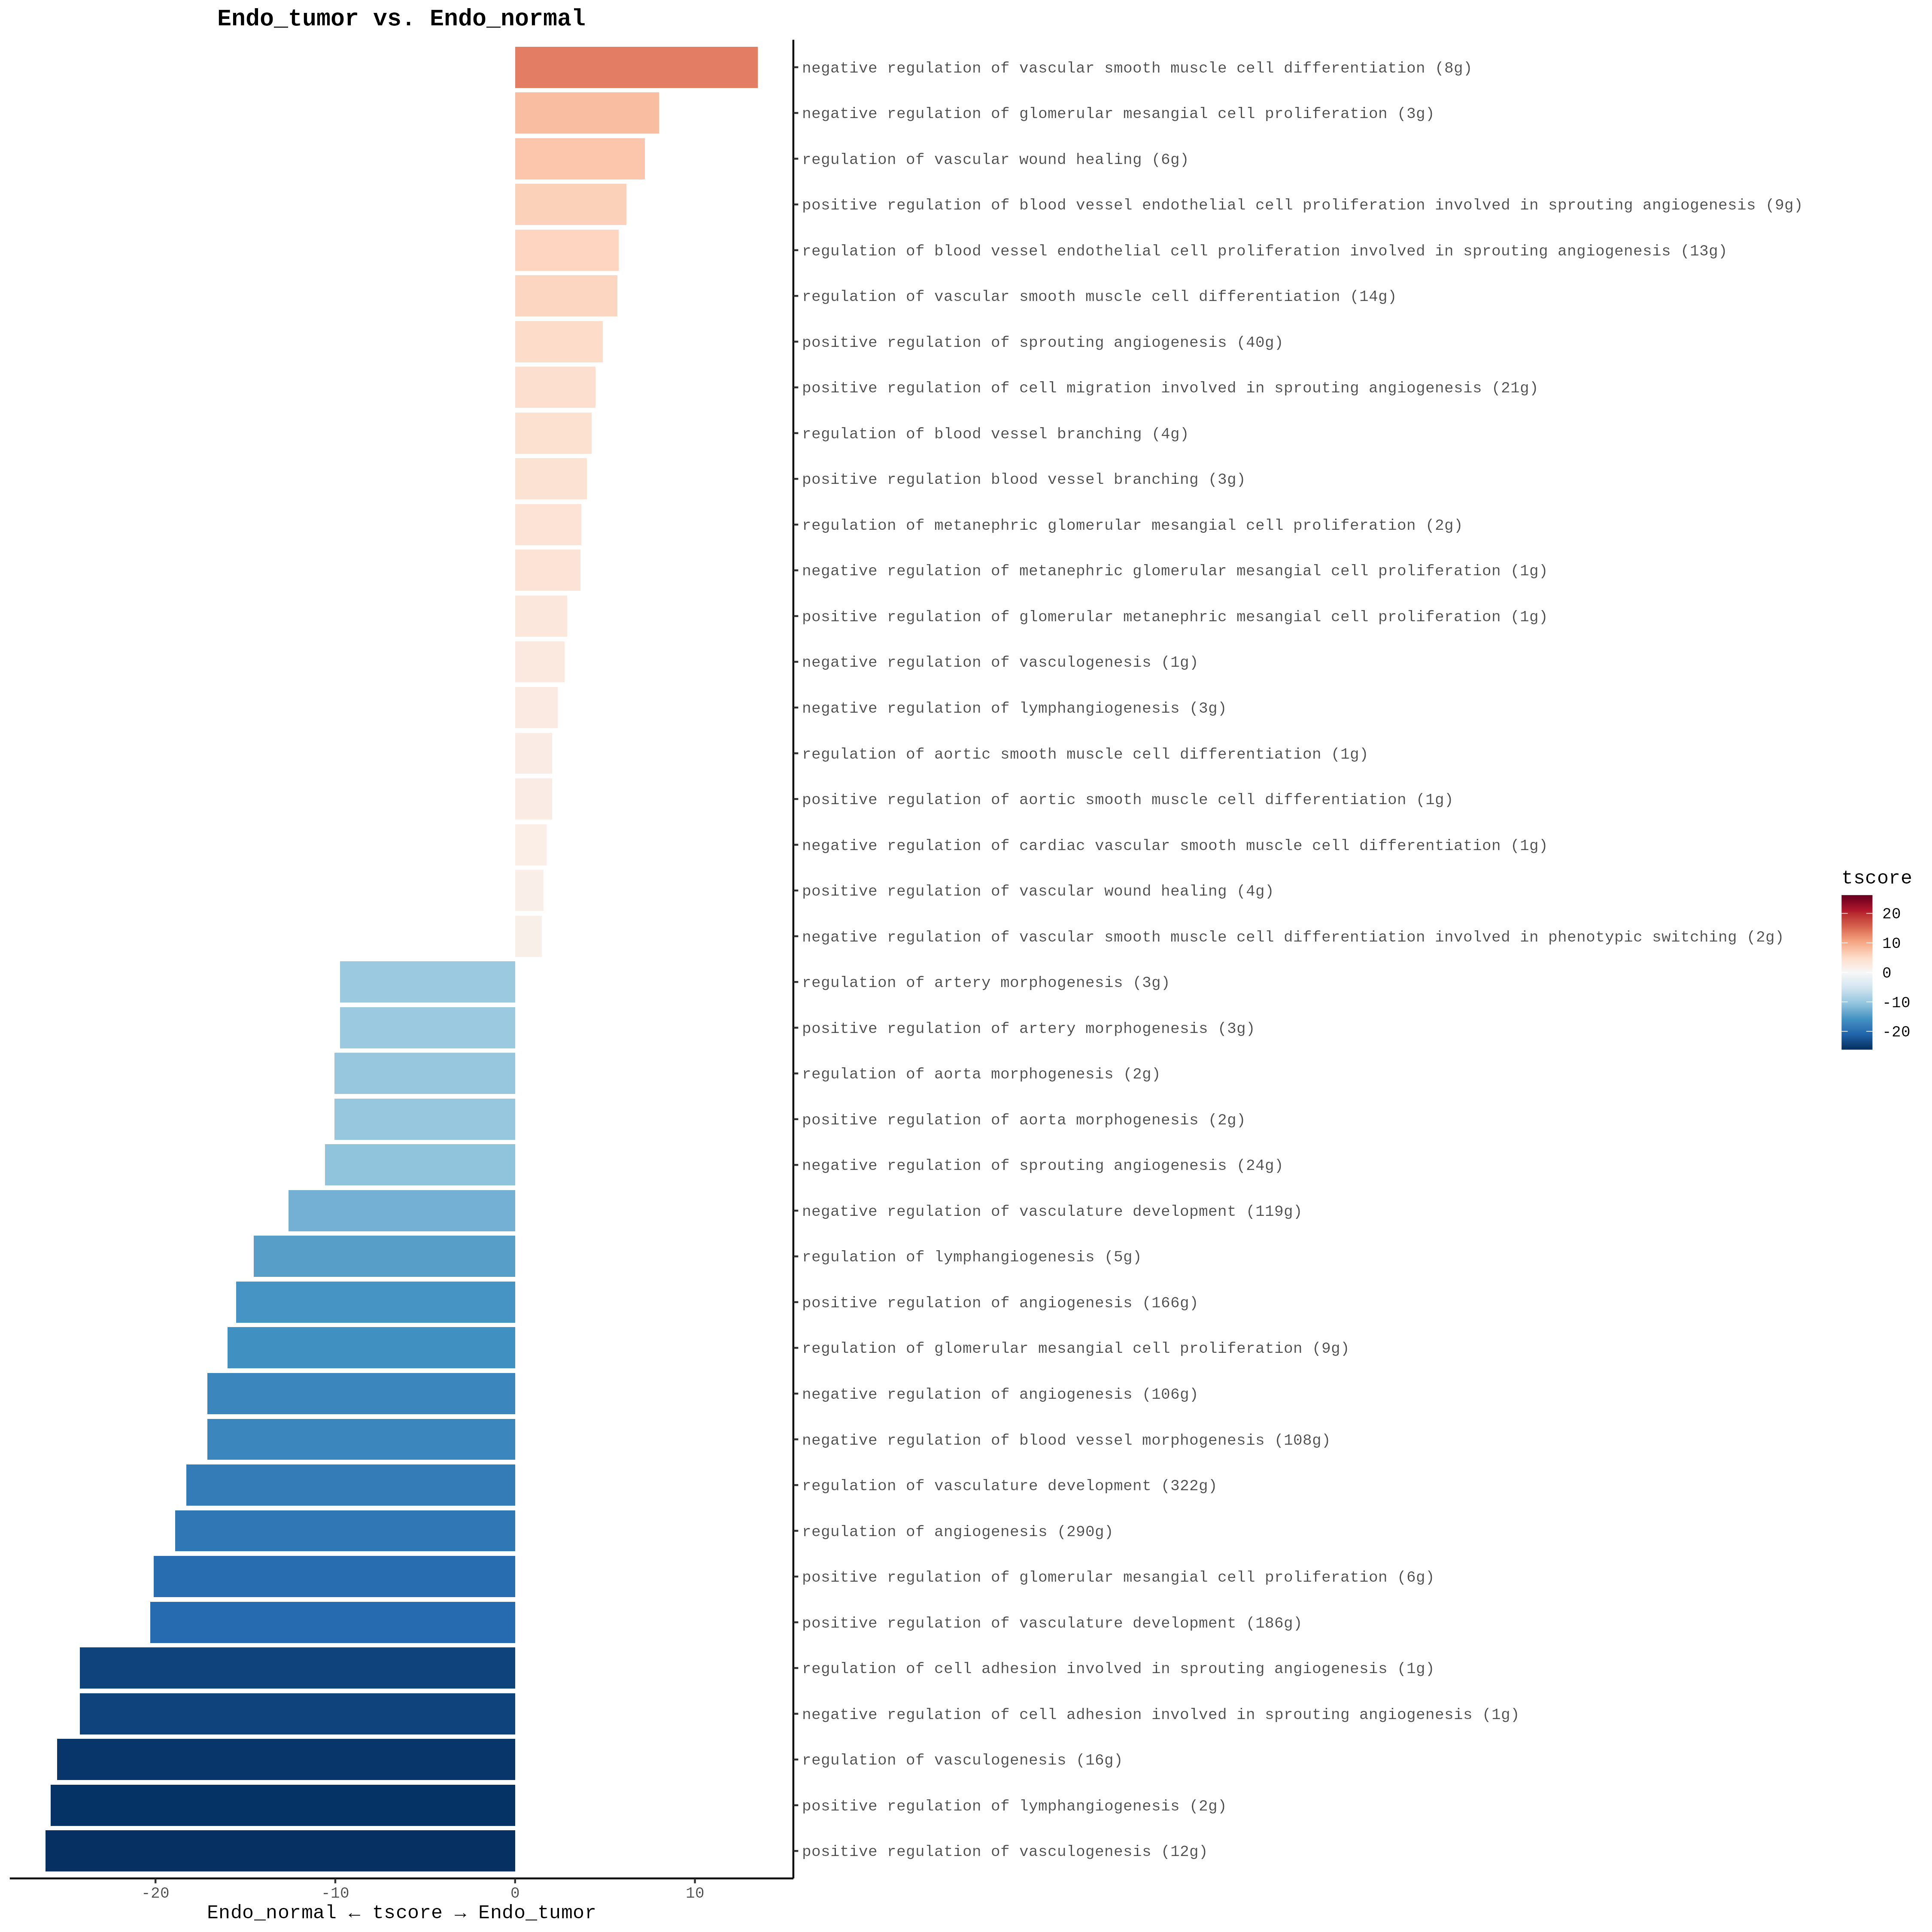 Endo_tumor vs. Endo_normal
negative regulation of vascular smooth muscle cell differentiation (8g)
negative regulation of glomerular mesangial cell proliferation (3g)
regulation of vascular wound healing (6g)
positive regulation of blood vessel endothelial cell proliferation involved in sprouting angiogenesis (9g)
regulation of blood vessel endothelial cell proliferation involved in sprouting angiogenesis (13g)
regulation of vascular smooth muscle cell differentiation (14g)
positive regulation of sprouting angiogenesis (40g)
positive regulation of cell migration involved in sprouting angiogenesis (21g)
regulation of blood vessel branching (4g)
positive regulation blood vessel branching (3g)
regulation of metanephric glomerular mesangial cell proliferation (2g)
negative regulation of metanephric glomerular mesangial cell proliferation (1g)
positive regulation of glomerular metanephric mesangial cell proliferation (1g)
negative regulation of vasculogenesis (1g)
negative regulation of lymphangiogenesis (3g)
regulation of aortic smooth muscle cell differentiation (1g)
positive regulation of aortic smooth muscle cell differentiation (1g)
negative regulation of cardiac vascular smooth muscle cell differentiation (1g)
positive regulation of vascular wound healing (4g)
negative regulation of vascular smooth muscle cell differentiation involved in phenotypic switching (2g)
regulation of artery morphogenesis (3g)
positive regulation of artery morphogenesis (3g)
regulation of aorta morphogenesis (2g)
positive regulation of aorta morphogenesis (2g)
negative regulation of sprouting angiogenesis (24g)
negative regulation of vasculature development (119g)
regulation of lymphangiogenesis (5g)
positive regulation of angiogenesis (166g)
regulation of glomerular mesangial cell proliferation (9g)
negative regulation of angiogenesis (106g)
negative regulation of blood vessel morphogenesis (108g)
regulation of vasculature development (322g)
regulation of angiogenesis (290g)
positive regulation of glomerular mesangial cell proliferation (6g)
positive regulation of vasculature development (186g)
regulation of cell adhesion involved in sprouting angiogenesis (1g)
negative regulation of cell adhesion involved in sprouting angiogenesis (1g)
regulation of vasculogenesis (16g)
positive regulation of lymphangiogenesis (2g)
positive regulation of vasculogenesis (12g)
-20 -10 0 10
Endo_normal ← tscore → Endo_tumor
tscore
20
10
0
-10
-20